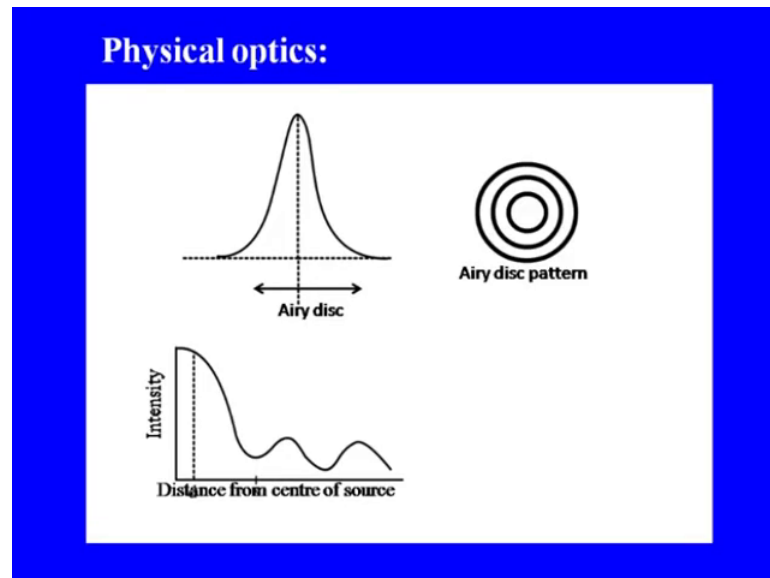 Physical optics:
Airy disc pattern
Airy disc
Intensity
Distance from centre of source